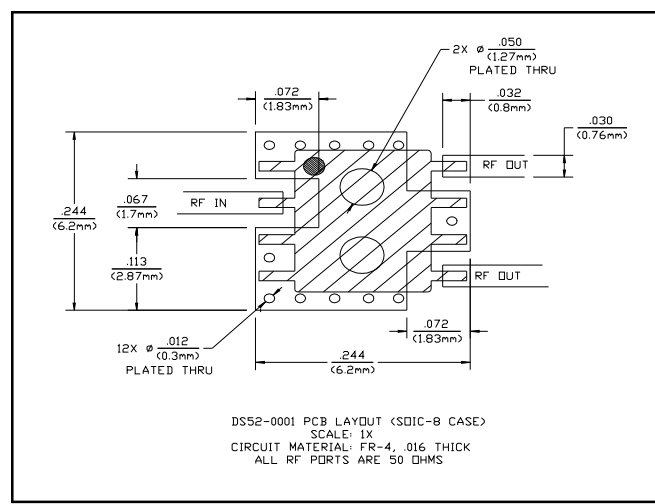 2X ⌀ .050
(1.27mm)
PLATED THRU
.072
(1.83mm)
.032
(0.8mm)
.030
(0.76mm)
RF OUT
.067
(1.7mm)
RF IN
.244
(6.2mm)
.113
(2.87mm)
RF OUT
12X ⌀ .012
(0.3mm)
PLATED THRU
.072
(1.83mm)
.244
(6.2mm)
DS52-0001 PCB LAYOUT (SOIC-8 CASE)
SCALE: 1X
CIRCUIT MATERIAL: FR-4, .016 THICK
ALL RF PORTS ARE 50 OHMS